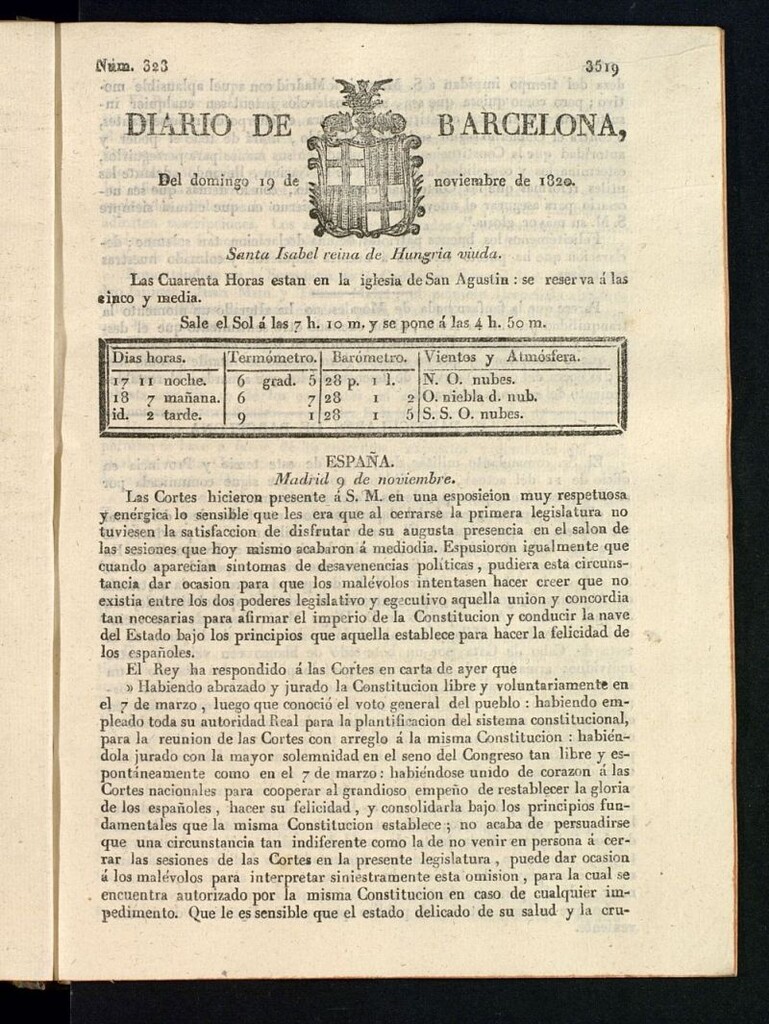 Núm. 323 3519
DIARIO DE BARCELONA,
Del domingo 19 de noviembre de 1820.
Santa Isabel reina de Hungria viuda.
Las Cuarenta Horas estan en la iglesia de San Agustin : se reserva á las
cinco y media.
Sale el Sol á las 7 h. 10 m. y se pone á las 4 h. 50 m.
Dias horas. Termómetro. Barómetro. Vientos y Atmósfera.
17 11 noche. 6 grad. 5 28 p. 1 l. N. O. nubes.
18 7 mañana. 6 7 28 1 2 O. niebla d. nub.
id. 2 tarde. 9 1 28 1 5 S. S. O. nubes.
ESPAÑA.
Madrid 9 de noviembre.
Las Cortes hicieron presente á S. M. en una esposieion muy respetuosa
y enérgica lo sensible que les era que al cerrarse la primera legislatura no
tuviesen la satisfaccion de disfrutar de su augusta presencia en el salon de
las sesiones que hoy mismo acabaron á mediodia. Espusioron igualmente que
cuando aparecian síntomas de desavenencias políticas , pudiera esta circuns-
tancia dar ocasion para que los malévolos intentasen hacer creer que no
existia entre los dos poderes legislativo y egecutivo aquella union y concordia
tan necesarias para afirmar el imperio de la Constitucion y conducir la nave
del Estado bajo los principios que aquella establece para hacer la felicidad de
los españoles.
El Rey ha respondido á las Cortes en carta de ayer que
» Habiendo abrazado y jurado la Constitucion libre y voluntariamente en
el 7 de marzo , luego que conoció el voto general del pueblo : habiendo em-
pleado toda su autoridad Real para la plantificacion del sistema constitucional,
para la reunion de las Cortes con arreglo á la misma Constitucion : habién-
dola jurado con la mayor solemnidad en el seno del Congreso tan libre y es-
pontáneamente como en el 7 de marzo : habiéndose unido de corazon á las
Cortes nacionales para cooperar al grandioso empeño de restablecer la gloria
de los españoles , hacer su felicidad , y consolidarla bajo los principios fun-
damentales que la misma Constitucion establece ; no acaba de persuadirse
que una circunstancia tan indiferente como la de no venir en persona á cer-
rar las sesiones de las Cortes en la presente legislatura , puede dar ocasion
á los malévolos para interpretar siniestramente esta omision , para la cual se
encuentra autorizado por la misma Constitucion en caso de cualquier im-
pedimento. Que le es sensible que el estado delicado de su salud y la cru-